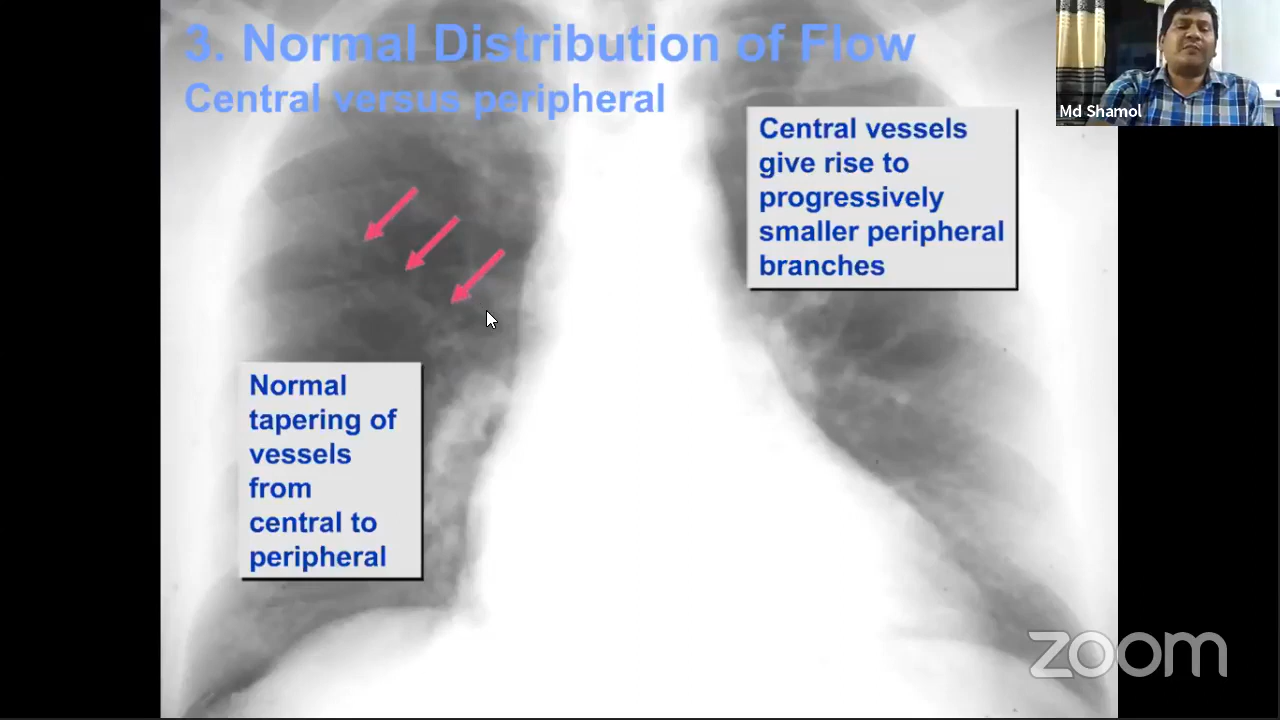 3. Normal Distribution of Flow
Central versus peripheral
Md Shamol
Central vessels
give rise to
progressively
smaller peripheral
branches
Normal
tapering of
vessels
from
central to
peripheral
zoom